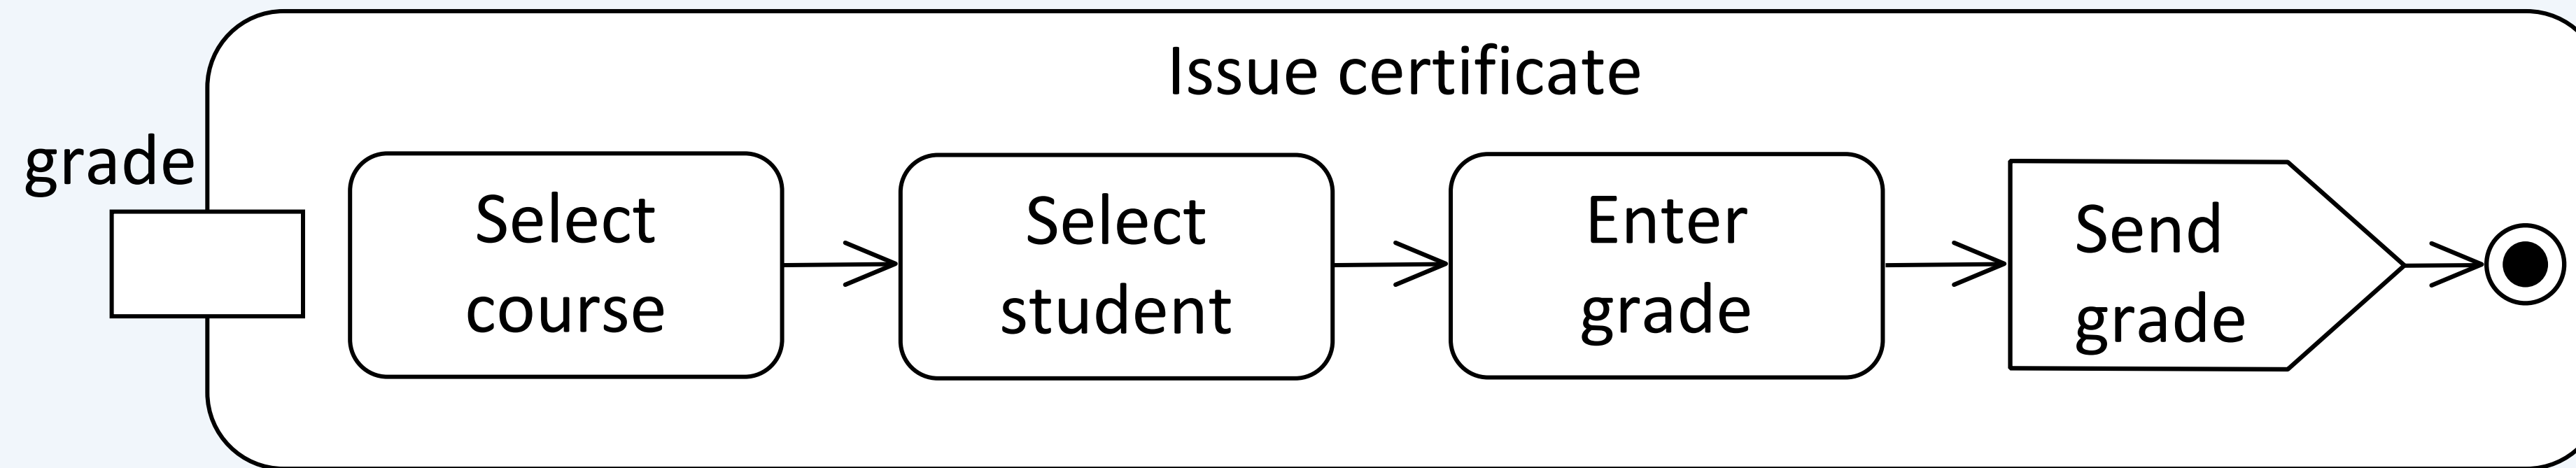 Issue certificate
grade
Select
course
Select
student
Enter
grade
Send
grade